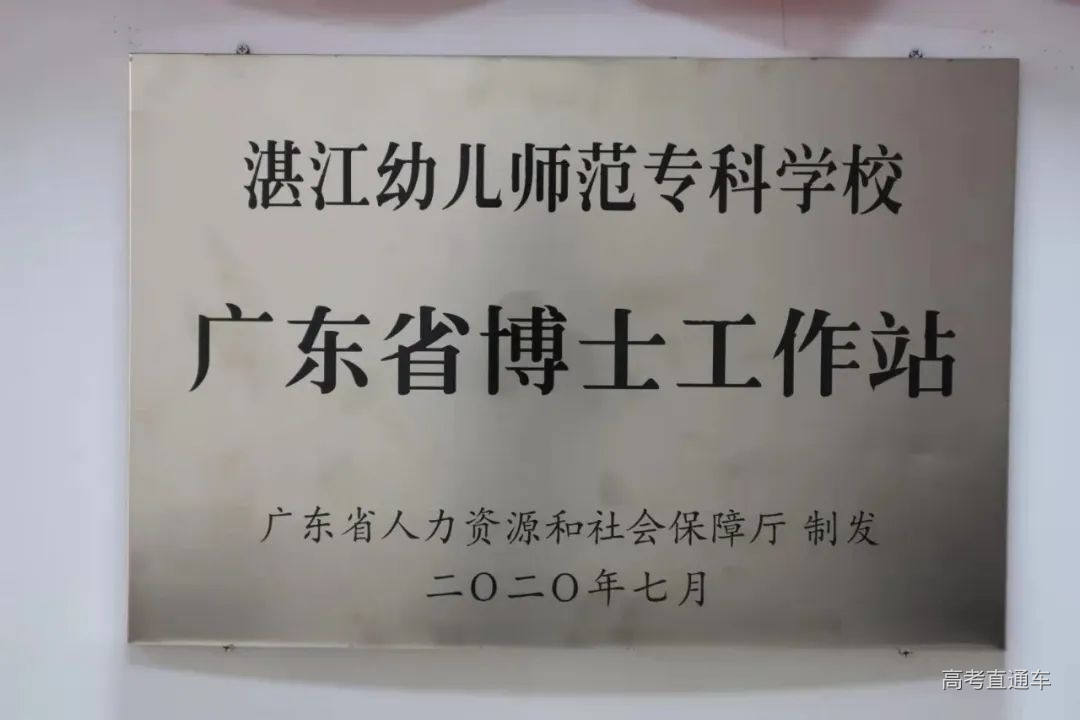 湛江幼儿师范专科学校
广东省博士工作站
广东省人力资源和社会保障厅 制发
二〇二〇年七月
高考直通车